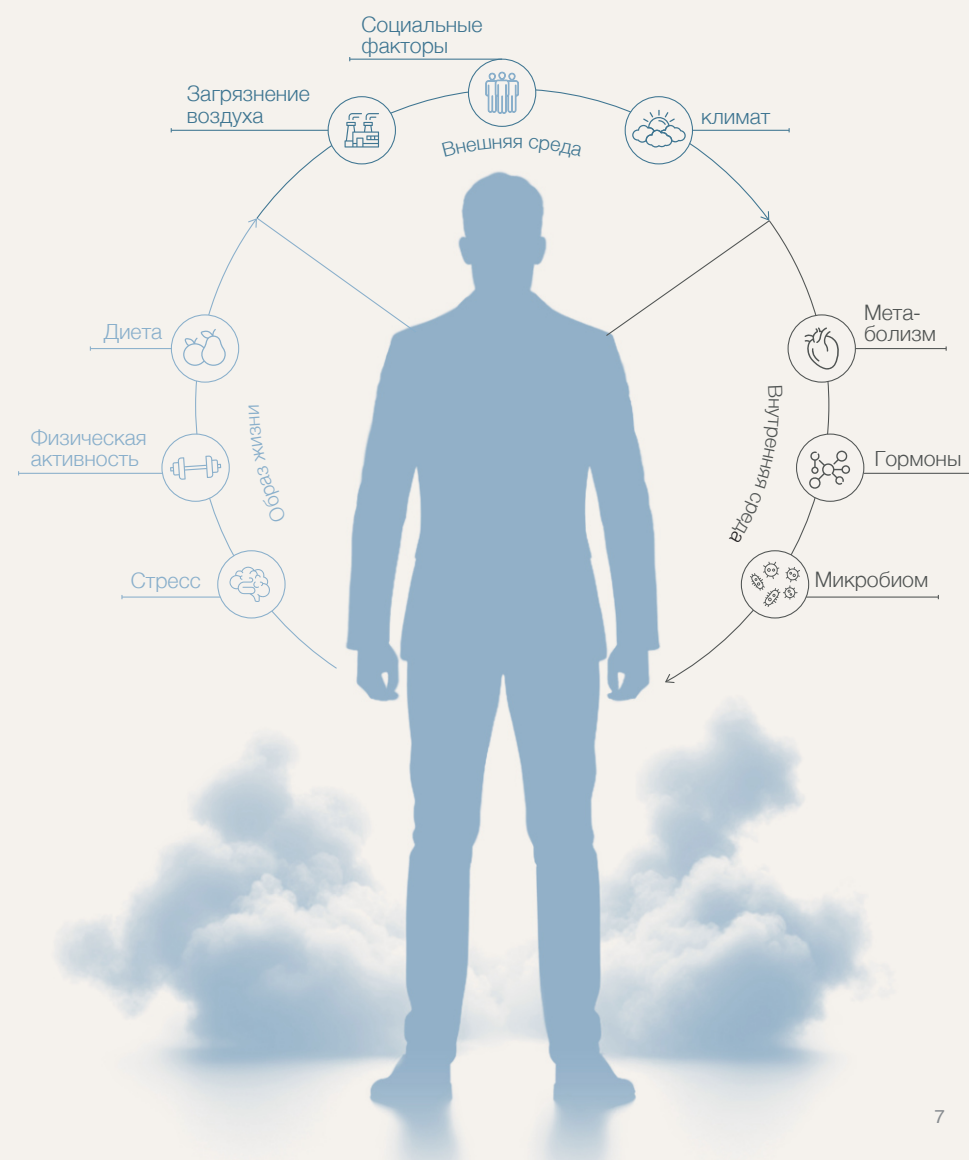 Социальные
факторы
Загрязнение
воздуха
климат
Внешняя среда
Диета
Мета-
болизм
Физическая
активность
Образ жизни
Внутренняя среда
Гормоны
Стресс
Микробиом
7